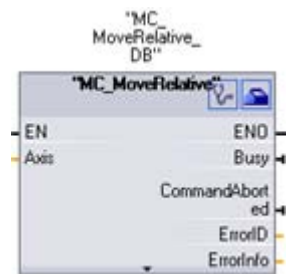 "MC_
MoveRelative_
DB"
"MC_MoveRelative"
EN ENO
Axis Busy
CommandAbort
ed
ErrorID
ErrorInfo